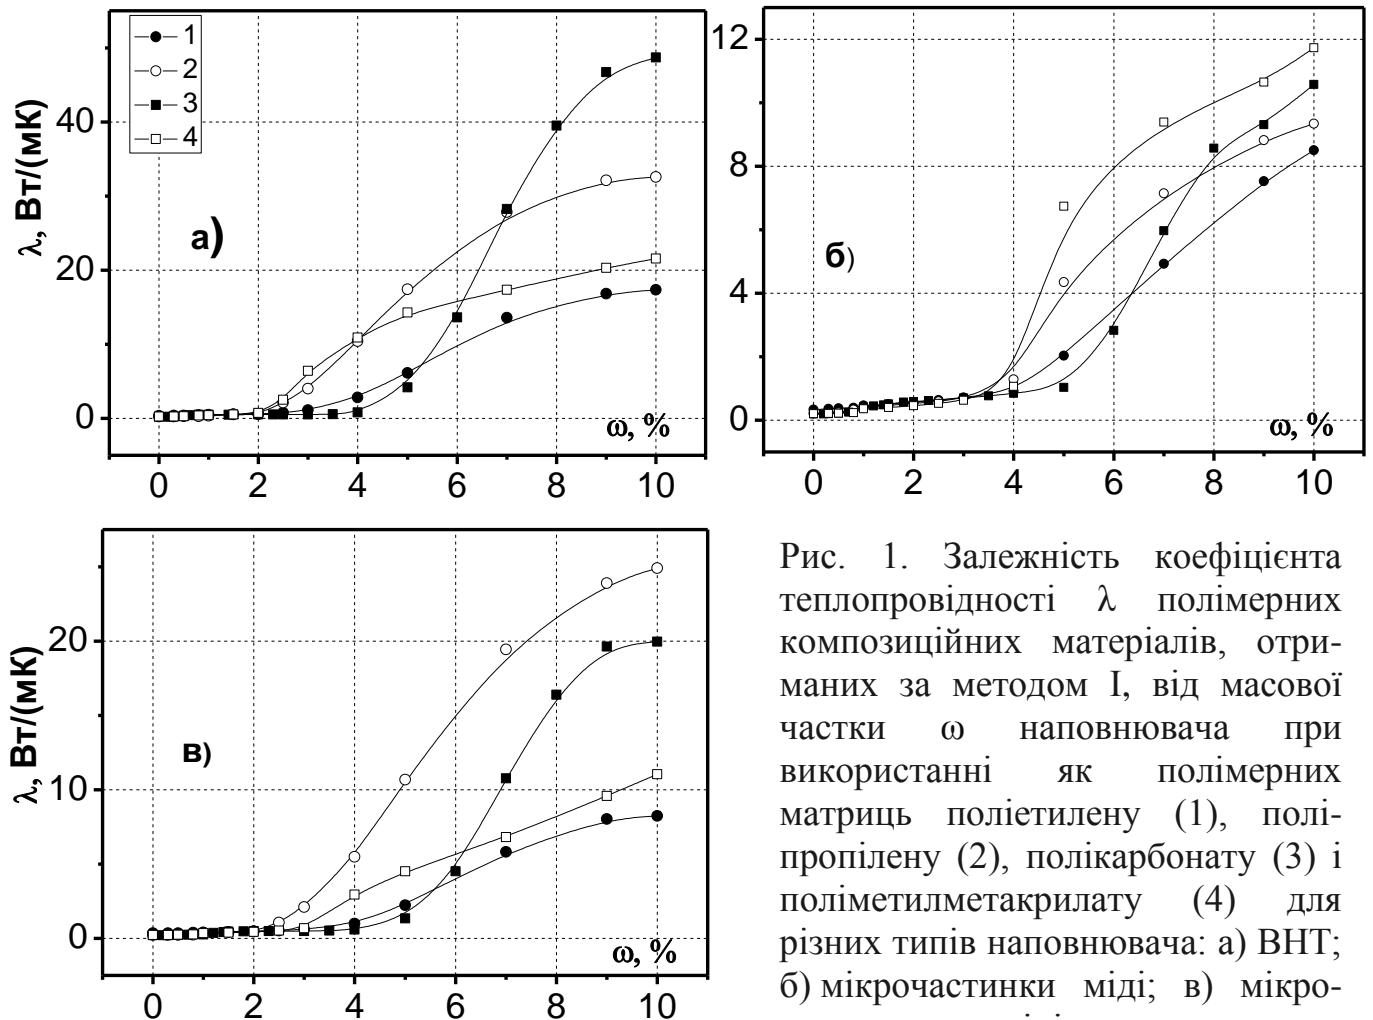 1
2
3
4
λ, Вт/(мК)
40
20
0
а)
ω, %
0 2 4 6 8 10
12
8
4
0
б)
ω, %
0 2 4 6 8 10
λ, Вт/(мК)
20
10
0
в)
ω, %
0 2 4 6 8 10
Рис. 1. Залежність коефіцієнта
теплопровідності λ полімерних
композиційних матеріалів, отри-
маних за методом I, від масової
частки ω наповнювача при
використанні як полімерних
матриць поліетилену (1), полі-
пропілену (2), полікарбонату (3) і
поліметилметакрилату (4) для
різних типів наповнювача: а) ВНТ;
б) мікрочастинки міді; в) мікро-